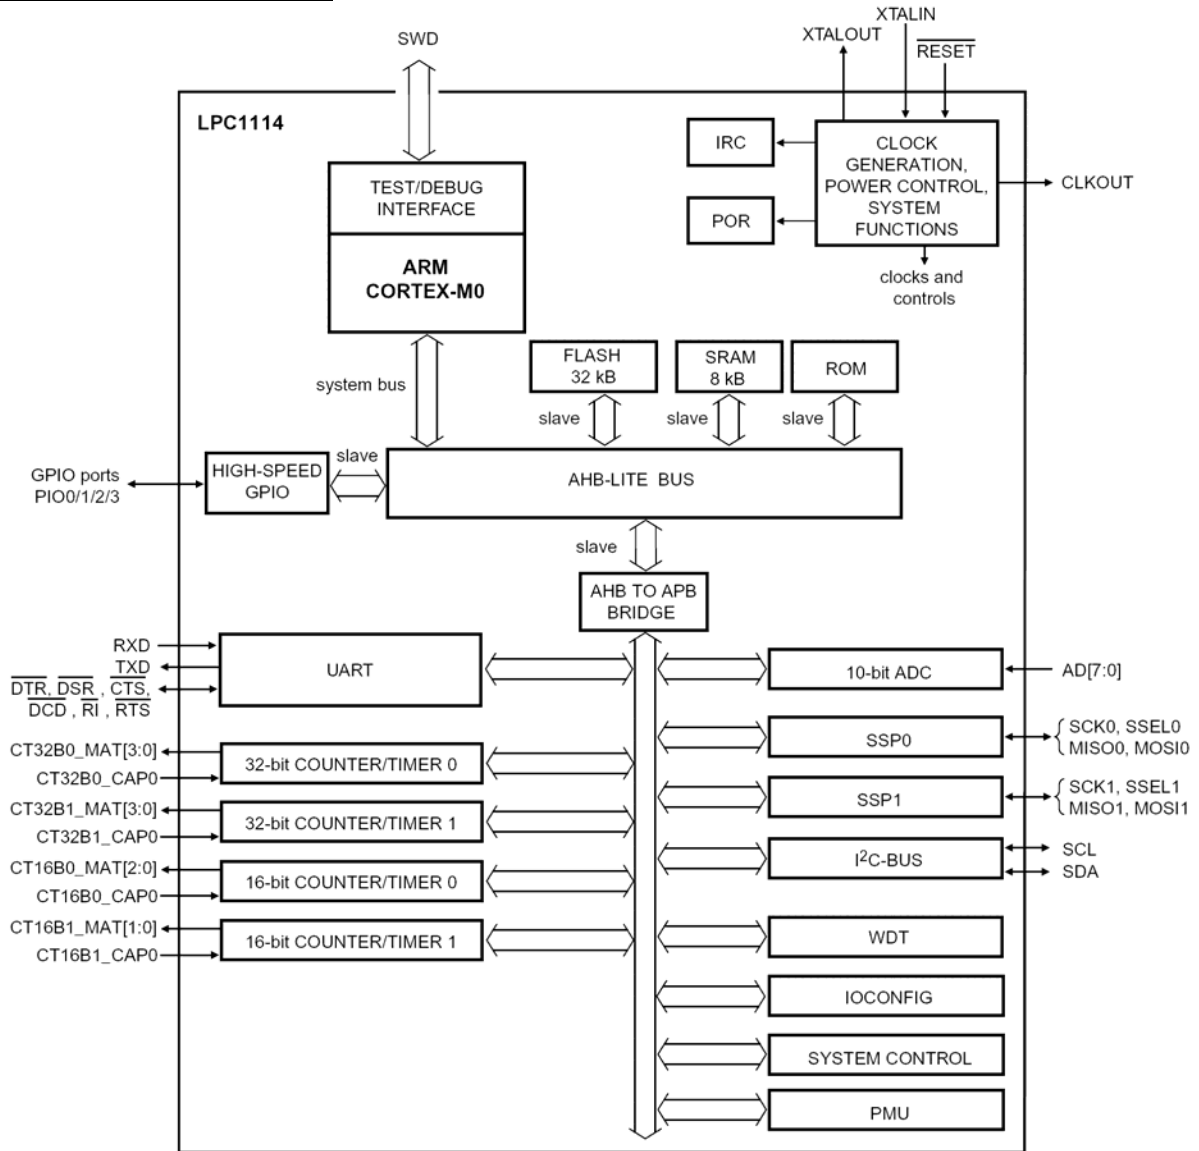 XTALIN
XTALOUT
RESET
SWD
LPC1114
IRC
CLOCK
GENERATION,
POWER CONTROL,
SYSTEM
FUNCTIONS
CLKOUT
POR
TEST/DEBUG
INTERFACE
ARM
CORTEX-M0
clocks and
controls
system bus
FLASH
32 kB
SRAM
8 kB
ROM
slave
slave
slave
GPIO ports
PIO0/1/2/3
HIGH-SPEED
GPIO
slave
AHB-LITE BUS
slave
AHB TO APB
BRIDGE
RXD
TXD
DTR, DSR , CTS,
DCD , RI , RTS
UART
10-bit ADC
AD[7:0]
CT32B0_MAT[3:0]
CT32B0_CAP0
32-bit COUNTER/TIMER 0
SSP0
SCK0, SSEL0
MISO0, MOSI0
CT32B1_MAT[3:0]
CT32B1_CAP0
32-bit COUNTER/TIMER 1
SSP1
SCK1, SSEL1
MISO1, MOSI1
CT16B0_MAT[2:0]
CT16B0_CAP0
16-bit COUNTER/TIMER 0
I²C-BUS
SCL
SDA
CT16B1_MAT[1:0]
CT16B1_CAP0
16-bit COUNTER/TIMER 1
WDT
IOCONFIG
SYSTEM CONTROL
PMU